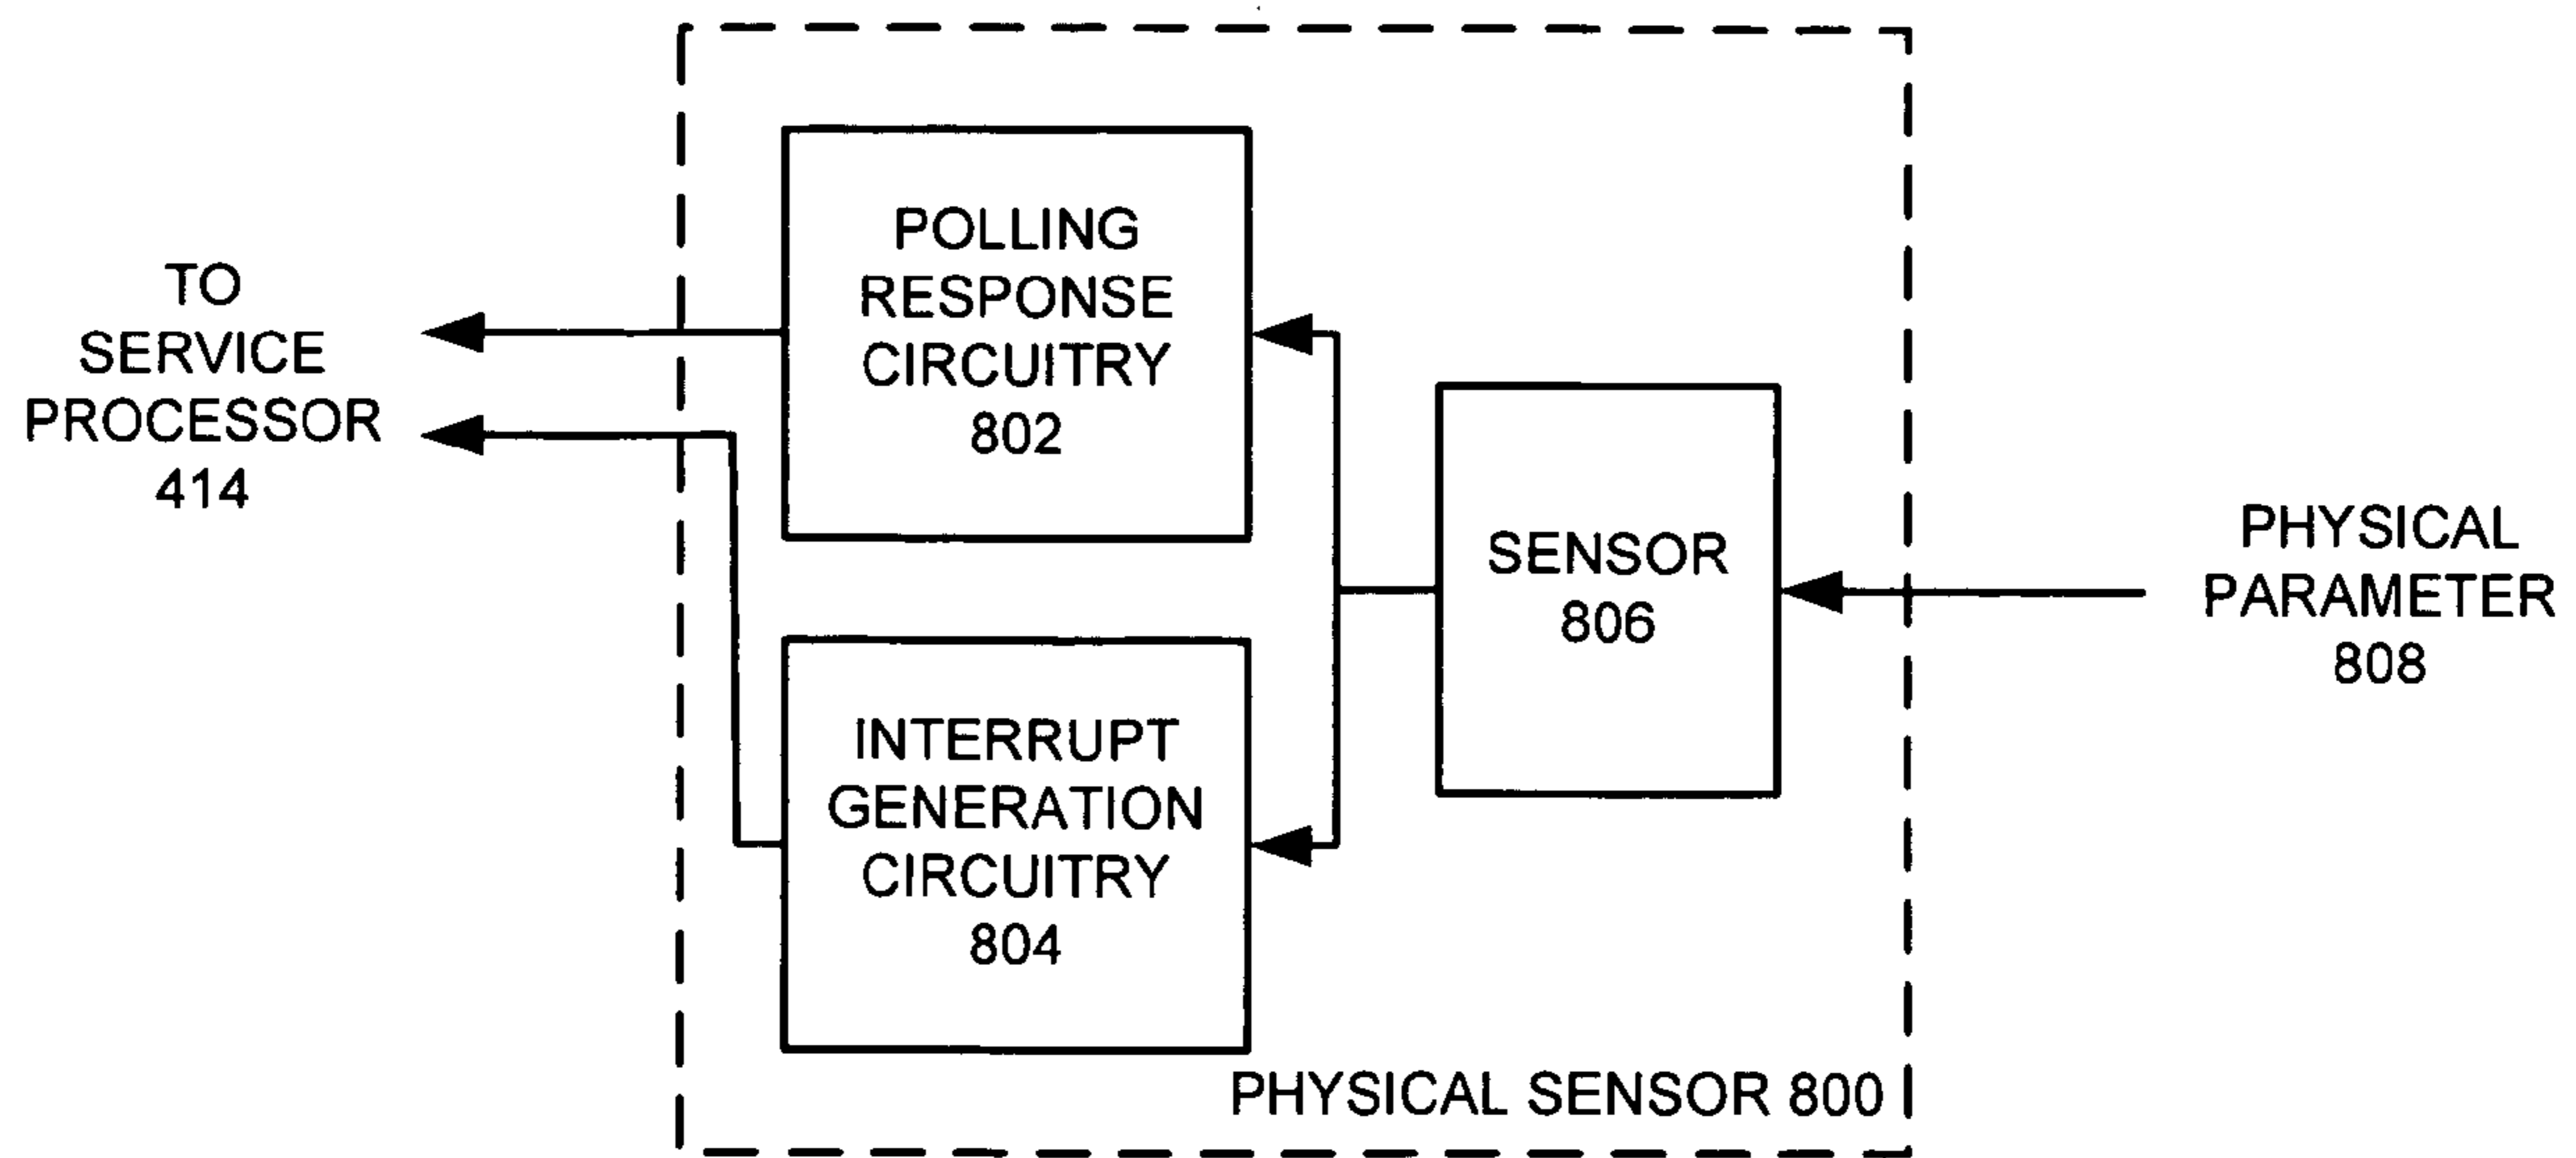 TO
SERVICE
PROCESSOR
414
POLLING
RESPONSE
CIRCUITRY
802
INTERRUPT
GENERATION
CIRCUITRY
804
SENSOR
806
PHYSICAL
PARAMETER
808
PHYSICAL SENSOR 800